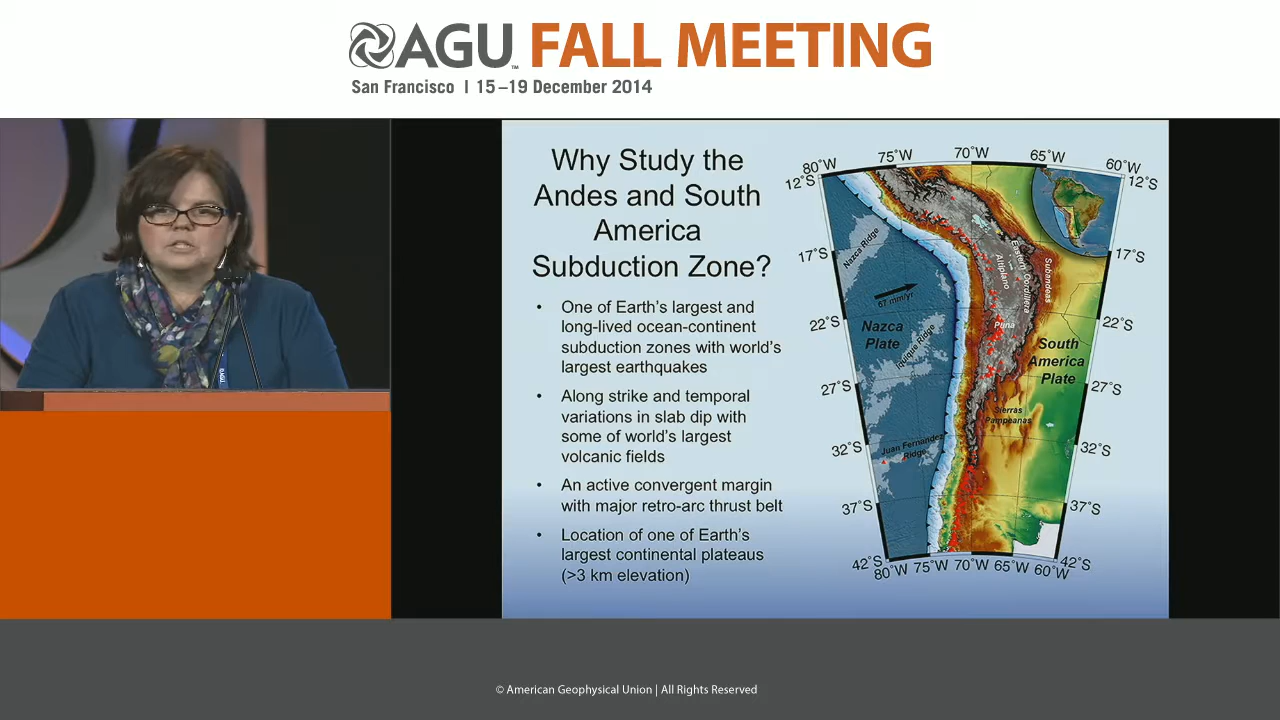 AGU™ FALL MEETING
San Francisco | 15–19 December 2014
Why Study the
Andes and South
America
Subduction Zone?
• One of Earth's largest and
long-lived ocean-continent
subduction zones with world's
largest earthquakes
• Along strike and temporal
variations in slab dip with
some of world's largest
volcanic fields
• An active convergent margin
with major retro-arc thrust belt
• Location of one of Earth's
largest continental plateaus
(>3 km elevation)
80˚W 75˚W 70˚W 65˚W 60˚W
12˚S 12˚S
Nazca Ridge
17˚S 17˚S
Altiplano
Eastern Cordillera
Subandeas
67 mm/yr
22˚S 22˚S
Nazca
Plate
Iquique Ridge
Puna
South
America
Plate
27˚S 27˚S
Sierras
Pampeanas
32˚S 32˚S
Juan Fernandez
Ridge
37˚S 37˚S
42˚S 42˚S
80˚W 75˚W 70˚W 65˚W 60˚W
© American Geophysical Union | All Rights Reserved